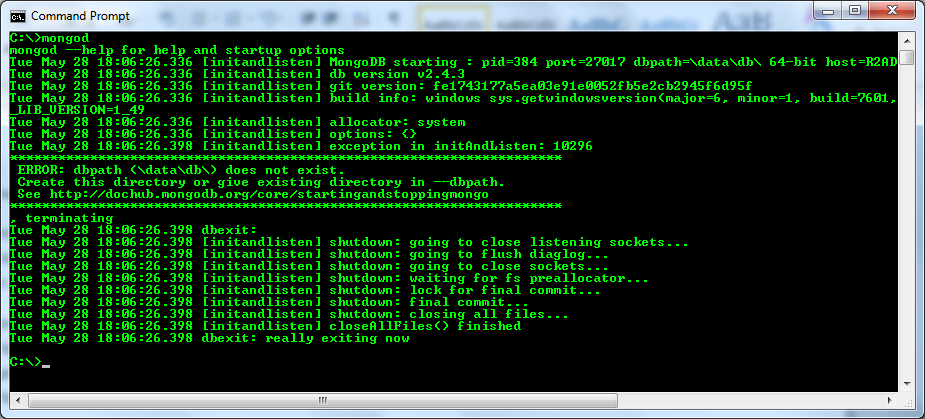 Command Prompt
C:\>mongod
mongod --help for help and startup options
Tue May 28 18:06:26.336 [initandlisten] MongoDB starting : pid=384 port=27017 dbpath=\data\db\ 64-bit host=R2AD
Tue May 28 18:06:26.336 [initandlisten] db version v2.4.3
Tue May 28 18:06:26.336 [initandlisten] git version: fe1743177a5ea03e91e0052fb5e2cb2945f6d95f
Tue May 28 18:06:26.336 [initandlisten] build info: windows sys.getwindowsversion(major=6, minor=1, build=7601,
_LIB_VERSION=1_49
Tue May 28 18:06:26.336 [initandlisten] allocator: system
Tue May 28 18:06:26.336 [initandlisten] options: {}
Tue May 28 18:06:26.336 [initandlisten] exception in initAndListen: 10296
*********************************************************************
ERROR: dbpath (\data\db\) does not exist.
Create this directory or give existing directory in --dbpath.
See http://dochub.mongodb.org/core/startingandstoppingmongo
*********************************************************************
, terminating
Tue May 28 18:06:26.398 dbexit:
Tue May 28 18:06:26.398 [initandlisten] shutdown: going to close listening sockets...
Tue May 28 18:06:26.398 [initandlisten] shutdown: going to flush diaglog...
Tue May 28 18:06:26.398 [initandlisten] shutdown: going to close sockets...
Tue May 28 18:06:26.398 [initandlisten] shutdown: waiting for fs preallocator...
Tue May 28 18:06:26.398 [initandlisten] shutdown: lock for final commit...
Tue May 28 18:06:26.398 [initandlisten] shutdown: final commit...
Tue May 28 18:06:26.398 [initandlisten] shutdown: closing all files...
Tue May 28 18:06:26.398 [initandlisten] closeAllFiles() finished
Tue May 28 18:06:26.398 dbexit: really exiting now
C:\>_